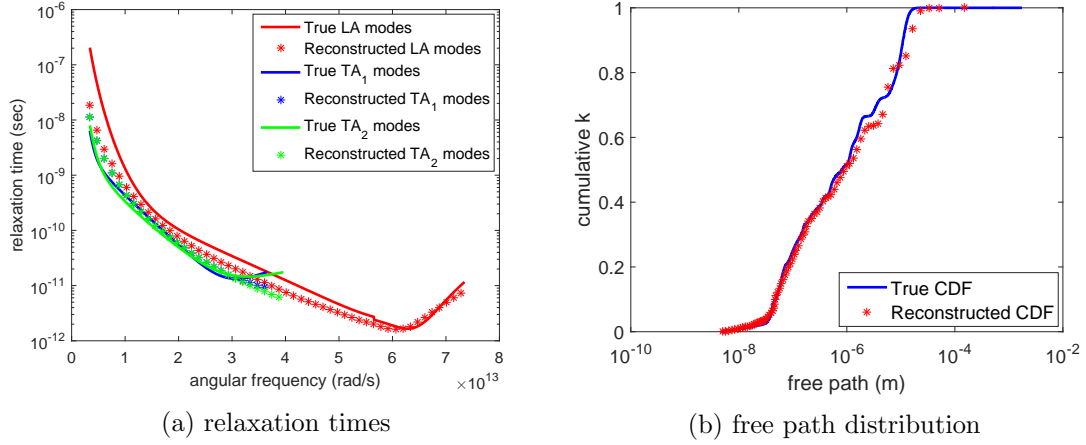 10^-6
10^-7
10^-8
10^-9
10^-10
10^-11
10^-12
relaxation time (sec)
True LA modes
Reconstructed LA modes
True TA_1 modes
Reconstructed TA_1 modes
True TA_2 modes
Reconstructed TA_2 modes
0 1 2 3 4 5 6 7 8
angular frequency (rad/s)
×10^13
(a) relaxation times
1
0.8
0.6
0.4
0.2
0
cumulative k
True CDF
Reconstructed CDF
10^-10 10^-8 10^-6 10^-4 10^-2
free path (m)
(b) free path distribution